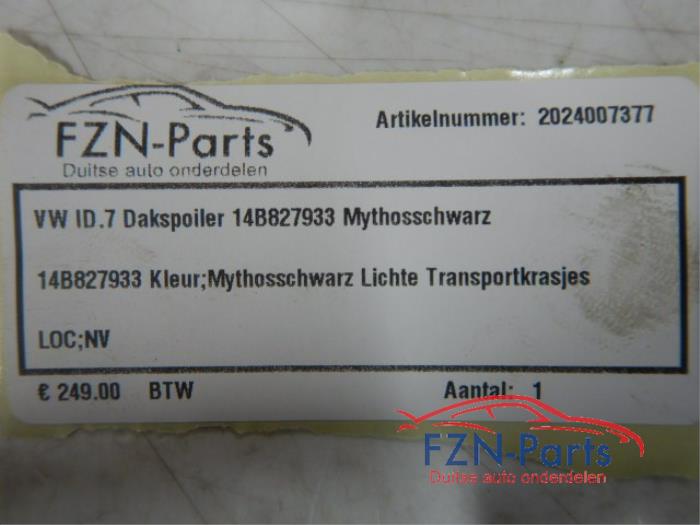 FZN-Parts
Duitse auto onderdelen
Artikelnummer: 2024007377
VW ID.7 Dakspoiler 14B827933 Mythosschwarz
14B827933 Kleur;Mythosschwarz Lichte Transportkrasjes
LOC;NV
€ 249.00 BTW Aantal: 1
FZN-Parts
Duitse auto onderdelen